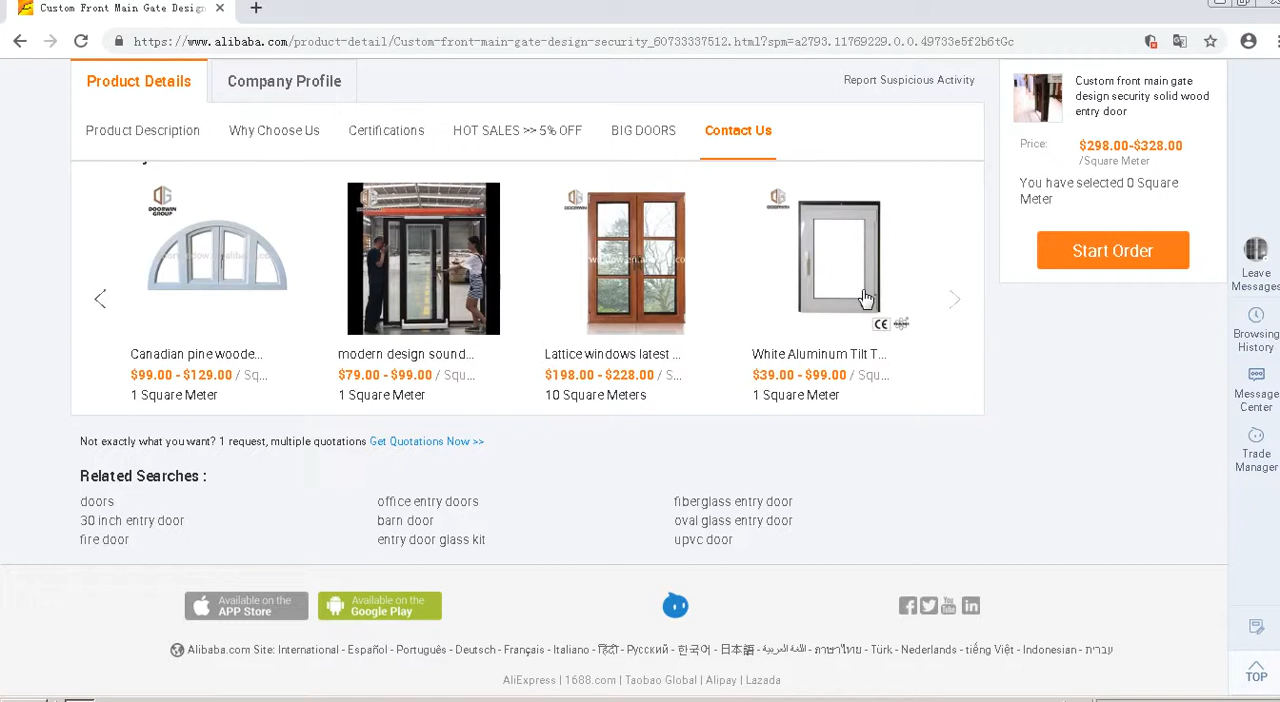 Custom Front Main Gate Design
https://www.alibaba.com/product-detail/Custom-front-main-gate-design-security_60733337512.html?spm=a2793.11769229.0.0.49733e5f2b6tGc
Product Details
Company Profile
Report Suspicious Activity
Product Description
Why Choose Us
Certifications
HOT SALES >> 5% OFF
BIG DOORS
Contact Us
Custom front main gate
design security solid wood
entry door
Price:
$298.00-$328.00
/Square Meter
You have selected 0 Square
Meter
Start Order
DOORWIN
GROUP
DOORWIN
DOORWIN
CE
Canadian pine woode...
$99.00 - $129.00 / Sq...
1 Square Meter
modern design sound...
$79.00 - $99.00 / Squ...
1 Square Meter
Lattice windows latest ...
$198.00 - $228.00 / S...
10 Square Meters
White Aluminum Tilt T...
$39.00 - $99.00 / Squ...
1 Square Meter
Leave
Messages
Browsing
History
Message
Center
Trade
Manager
TOP
Not exactly what you want? 1 request, multiple quotations Get Quotations Now >>
Related Searches :
doors
office entry doors
fiberglass entry door
30 inch entry door
barn door
oval glass entry door
fire door
entry door glass kit
upvc door
Available on the
APP Store
Available on the
Google Play
You
Tube
in
Alibaba.com Site: International - Español - Português - Deutsch - Français - Italiano - हिंदी - Pусский - 한국어 - 日本語 - اللغة العربية - ภาษาไทย - Türk - Nederlands - tiếng Việt - Indonesian - עברית
AliExpress | 1688.com | Taobao Global | Alipay | Lazada